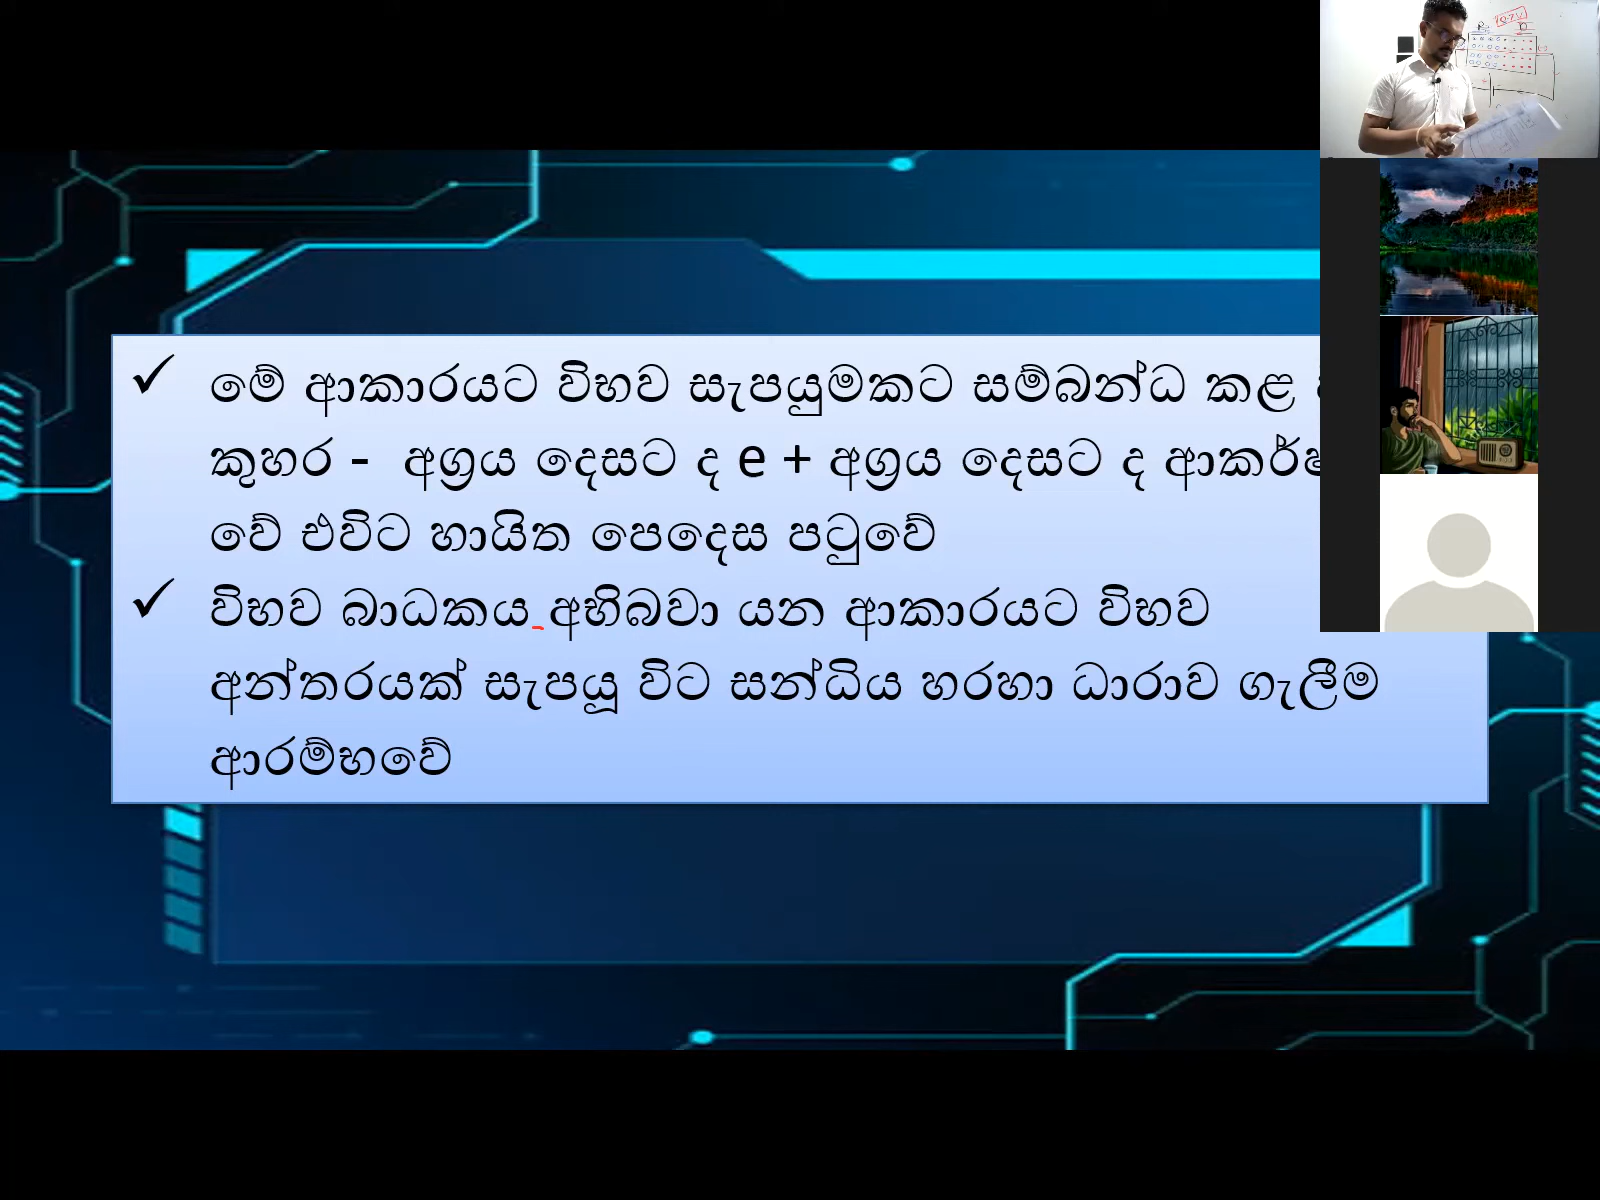 ✓ මේ ආකාරයට විභව සැපයුමකට සම්බන්ධ කළ
කුහර - අග්‍රය දෙසට ද e + අග්‍රය දෙසට ද
වේ එවිට හායිත පෙදෙස පටුවේ
✓ විභව බාධකය අභිබවා යන ආකාරයට විභව
අන්තරයක් සැපයූ විට සන්ධිය හරහා ධාරාව ගැලීම
ආරම්භවේ